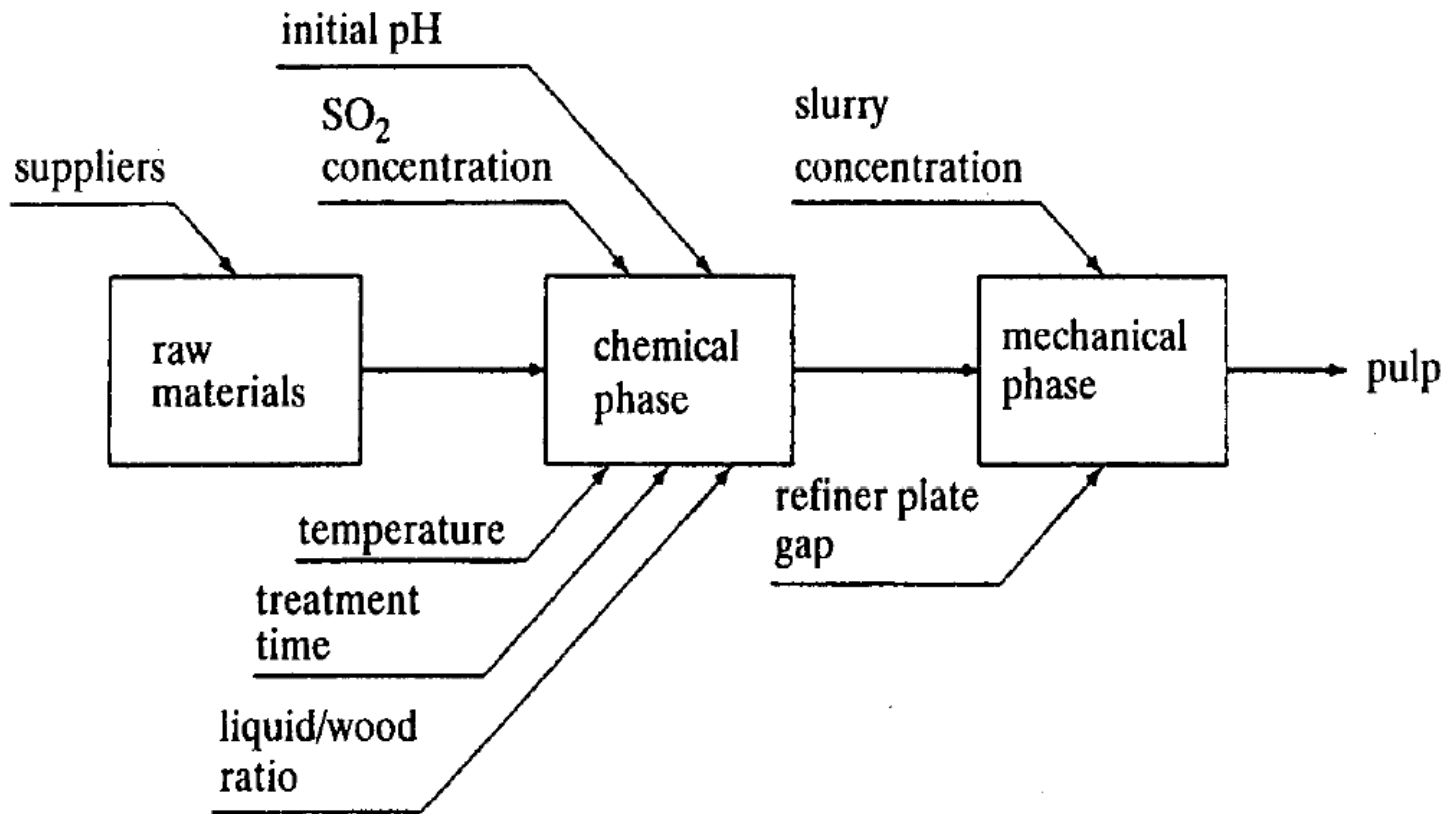 initial pH
SO₂
concentration
slurry
concentration
suppliers
raw
materials
chemical
phase
mechanical
phase
pulp
temperature
treatment
time
liquid/wood
ratio
refiner plate
gap